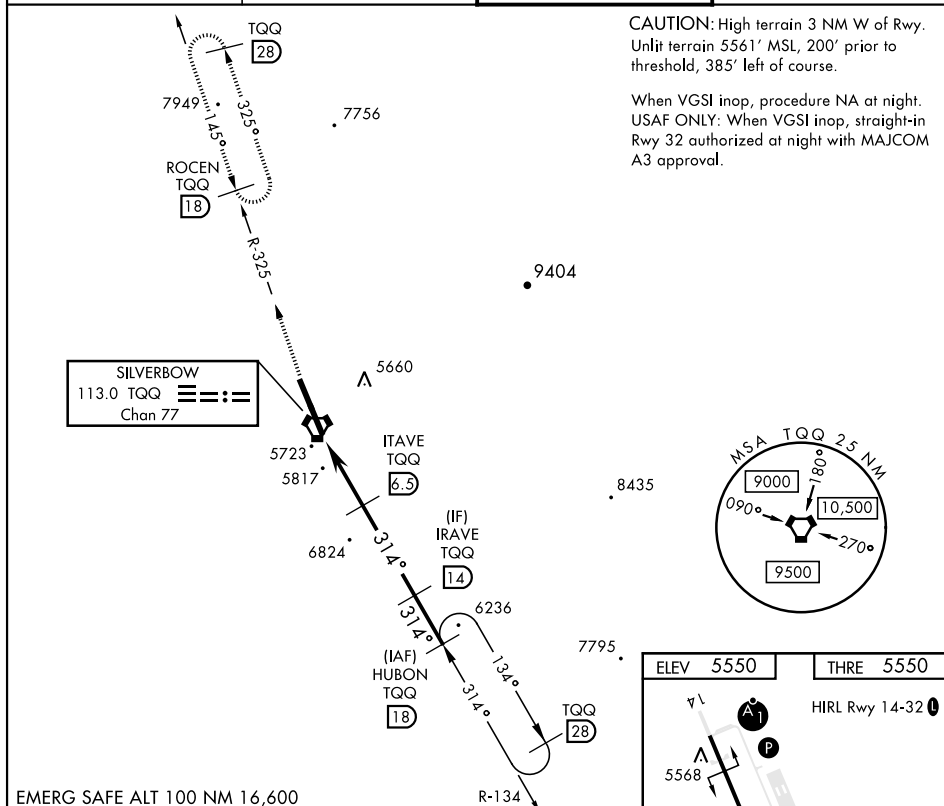 CAUTION: High terrain 3 NM W of Rwy.
Unlit terrain 5561' MSL, 200' prior to
threshold, 385' left of course.
When VGSI inop, procedure NA at night.
USAF ONLY: When VGSI inop, straight-in
Rwy 32 authorized at night with MAJCOM
A3 approval.
TQQ
28
7949
145°
325°
7756
ROCEN
TQQ
18
R-325
9404
SILVERBOW
113.0 TQQ
Chan 77
5660
5723
5817
ITAVE
TQQ
6.5
8435
6824
314°
(IF)
IRAVE
TQQ
14
314°
6236
(IAF)
HUBON
TQQ
18
314°
134°
7795
TQQ
28
R-134
EMERG SAFE ALT 100 NM 16,600
MSA TQQ 25 NM
9000
180°
090°
10,500
270°
9500
ELEV 5550
THRE 5550
HIRL Rwy 14-32 L
14
A1
P
5568